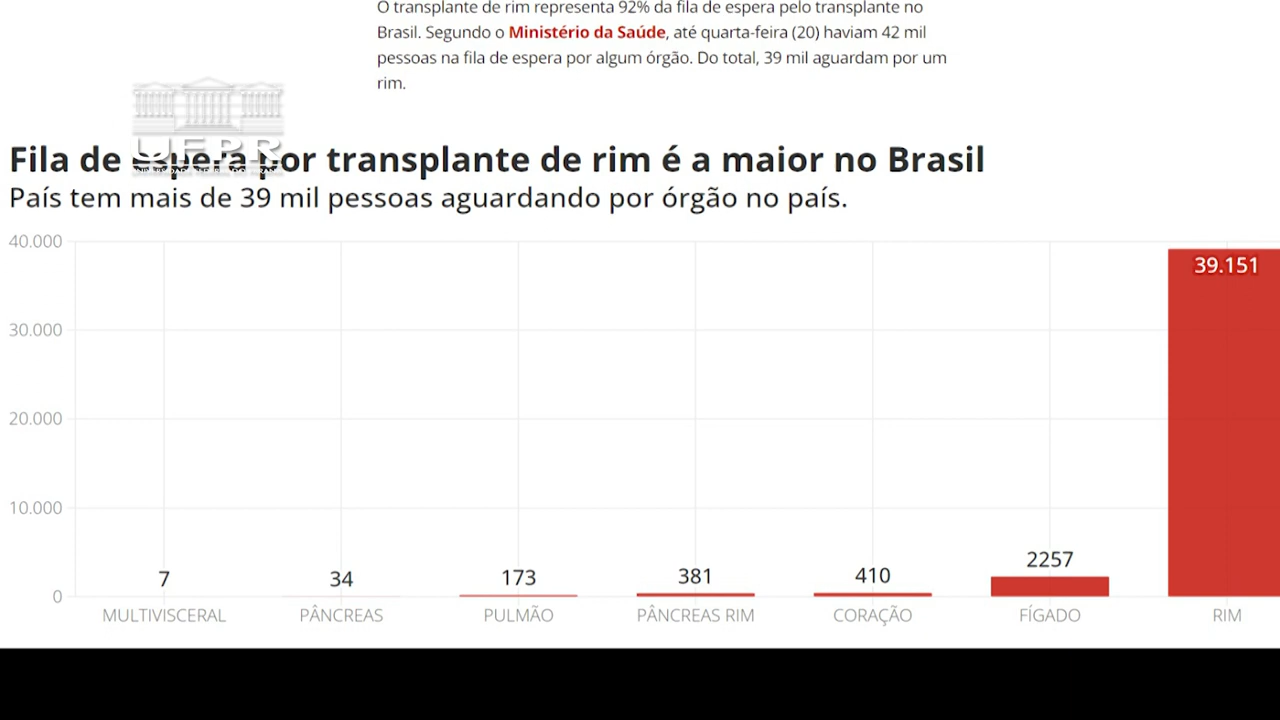 O transplante de rim representa 92% da fila de espera pelo transplante no
Brasil. Segundo o Ministério da Saúde, até quarta-feira (20) haviam 42 mil
pessoas na fila de espera por algum órgão. Do total, 39 mil aguardam por um
rim.
UFPR
Fila de espera por transplante de rim é a maior no Brasil
País tem mais de 39 mil pessoas aguardando por órgão no país.
40.000
30.000
20.000
10.000
0
7
34
173
381
410
2257
39.151
MULTIVISCERAL
PÂNCREAS
PULMÃO
PÂNCREAS RIM
CORAÇÃO
FÍGADO
RIM